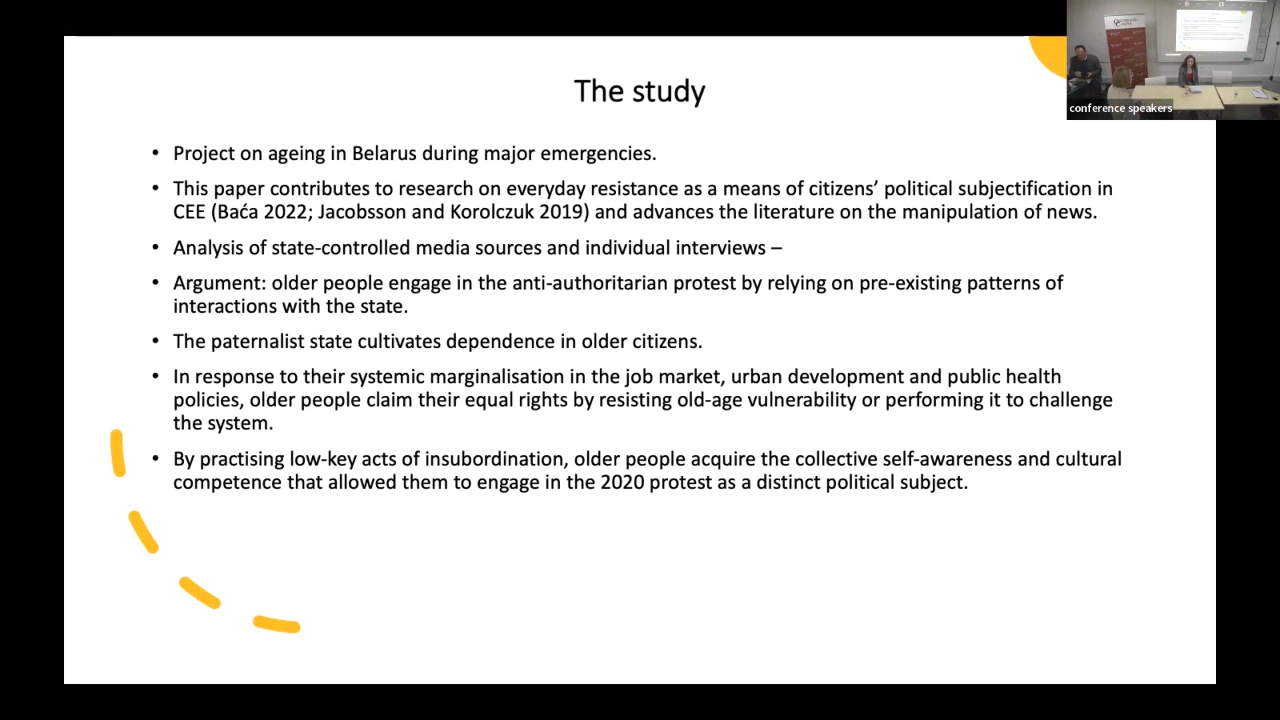 The study
• Project on ageing in Belarus during major emergencies.
• This paper contributes to research on everyday resistance as a means of citizens’ political subjectification in
CEE (Baća 2022; Jacobsson and Korolczuk 2019) and advances the literature on the manipulation of news.
• Analysis of state-controlled media sources and individual interviews –
• Argument: older people engage in the anti-authoritarian protest by relying on pre-existing patterns of
interactions with the state.
• The paternalist state cultivates dependence in older citizens.
• In response to their systemic marginalisation in the job market, urban development and public health
policies, older people claim their equal rights by resisting old-age vulnerability or performing it to challenge
the system.
• By practising low-key acts of insubordination, older people acquire the collective self-awareness and cultural
competence that allowed them to engage in the 2020 protest as a distinct political subject.
conference speakers